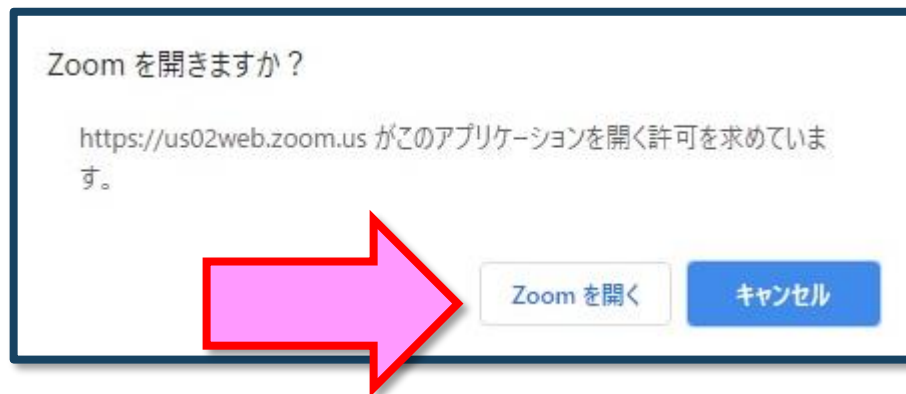 Zoom を開きますか？
https://us02web.zoom.us がこのアプリケーションを開く許可を求めていま
す。
Zoom を開く キャンセル